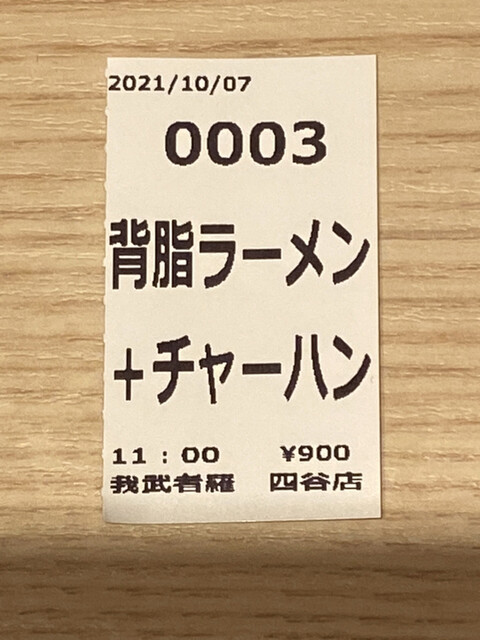 2021/10/07
0003
背脂ラーメン
+チャーハン
11:00 ¥900
我武者羅 四谷店